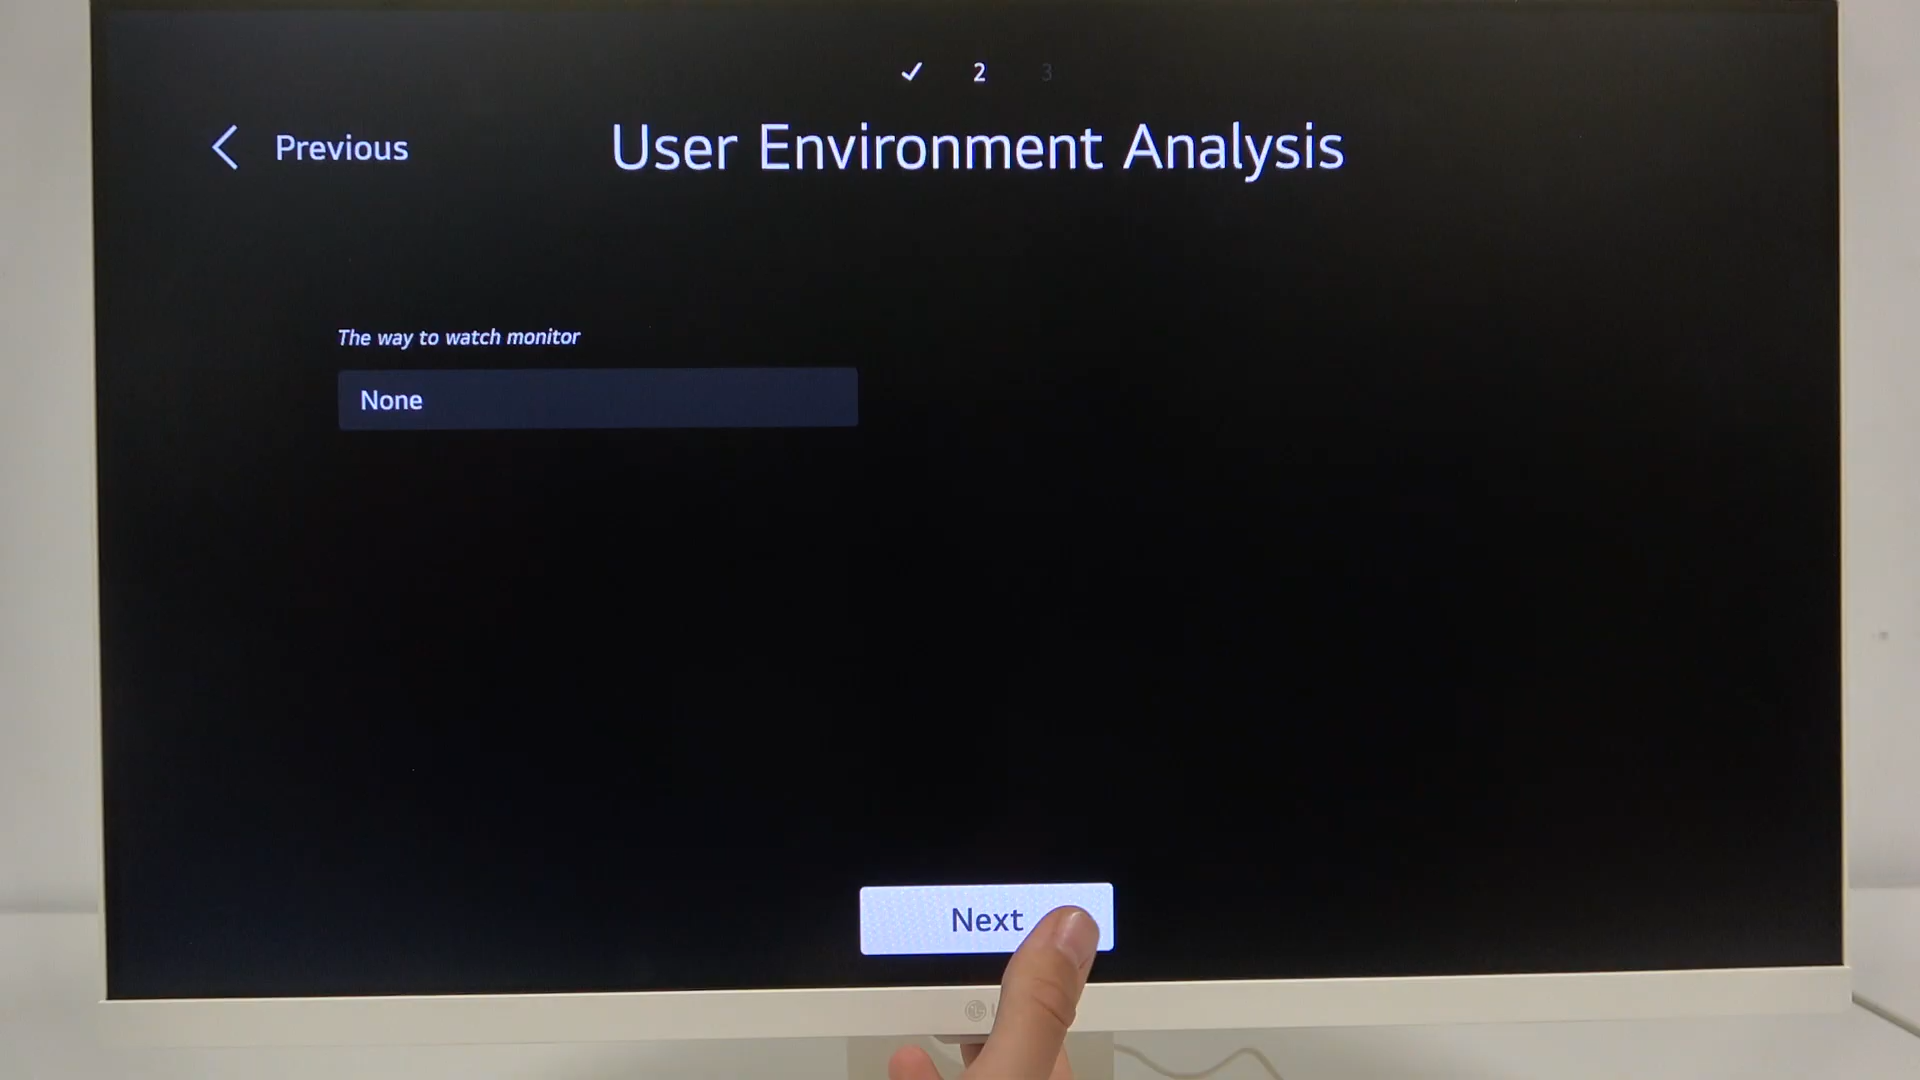 ✓ 2 3
Previous
User Environment Analysis
The way to watch monitor
None
Next